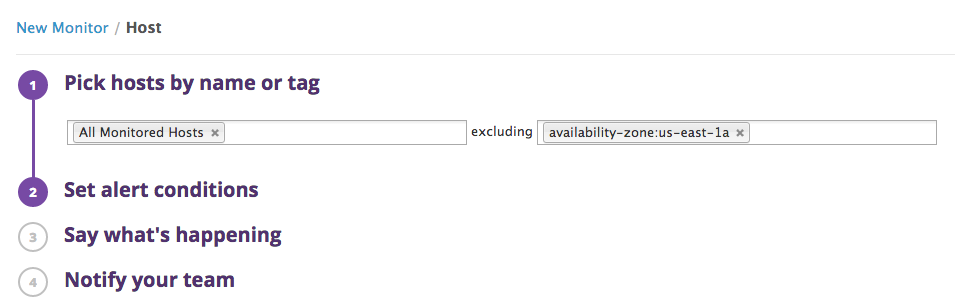 New Monitor / Host
1 Pick hosts by name or tag
All Monitored Hosts × excluding availability-zone:us-east-1a ×
2 Set alert conditions
3 Say what's happening
4 Notify your team